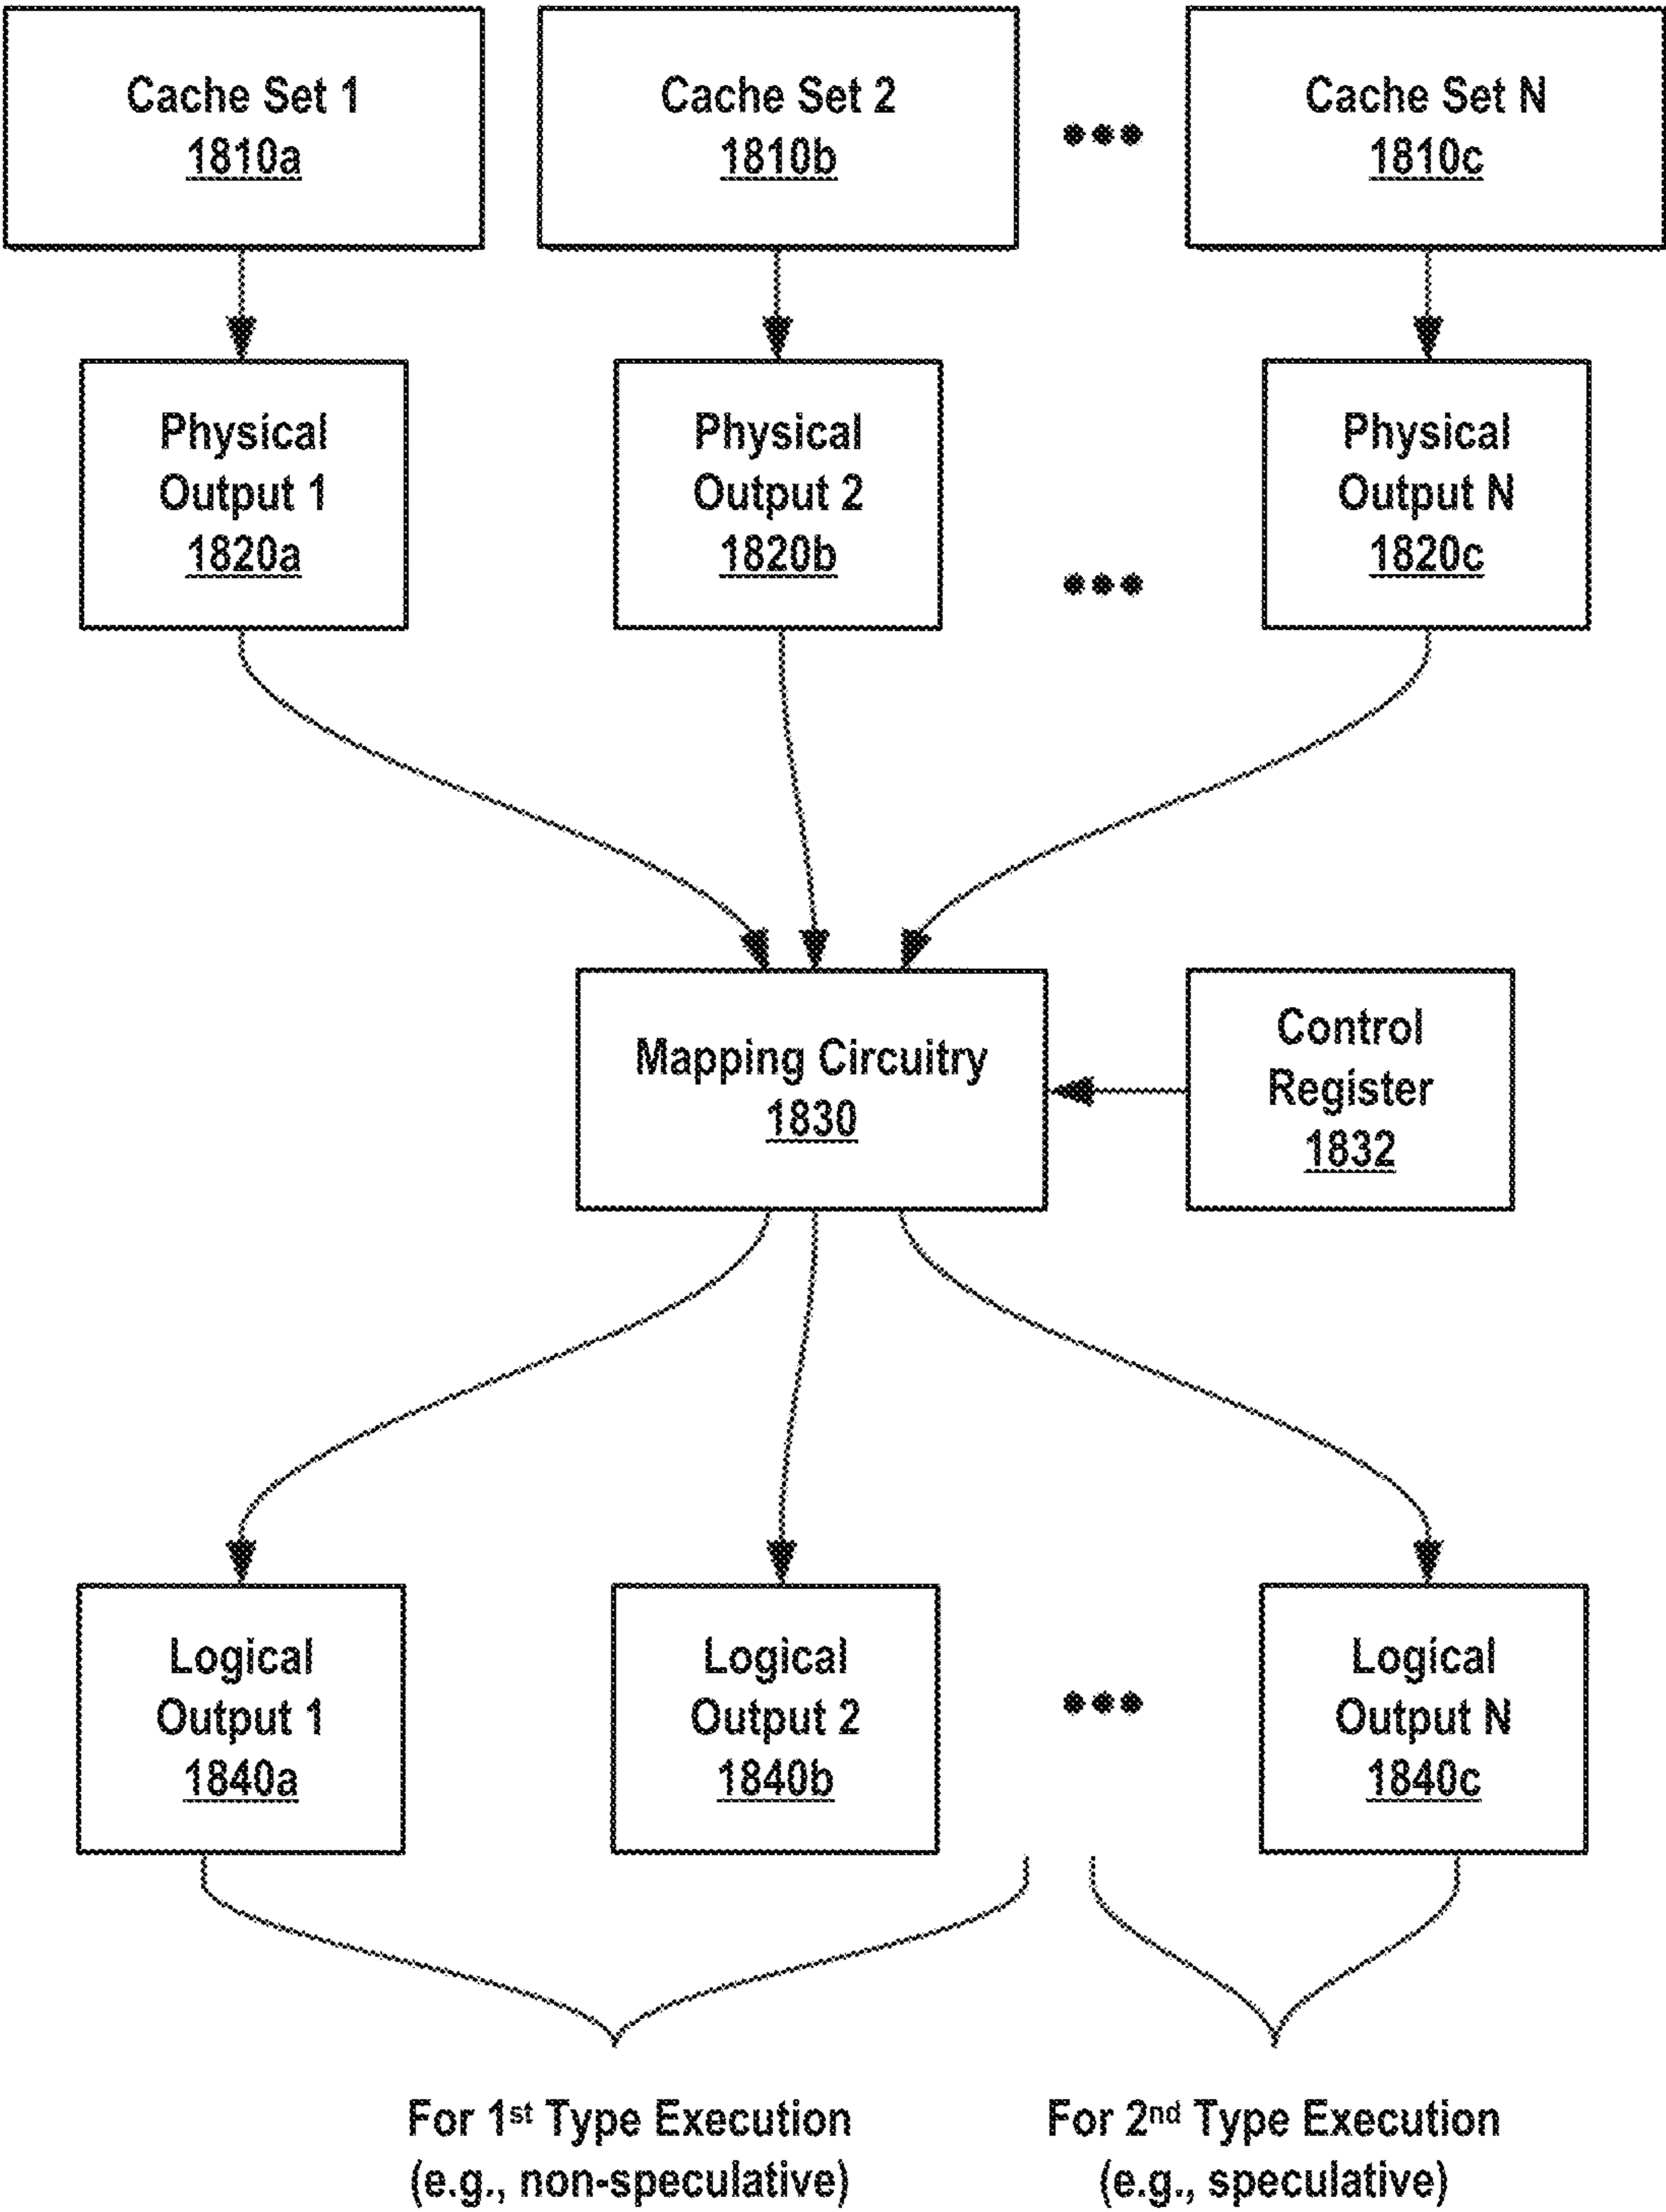 Cache Set 1
1810a
Cache Set 2
1810b
Cache Set N
1810c
Physical
Output 1
1820a
Physical
Output 2
1820b
Physical
Output N
1820c
Mapping Circuitry
1830
Control
Register
1832
Logical
Output 1
1840a
Logical
Output 2
1840b
Logical
Output N
1840c
For 1st Type Execution
(e.g., non-speculative)
For 2nd Type Execution
(e.g., speculative)